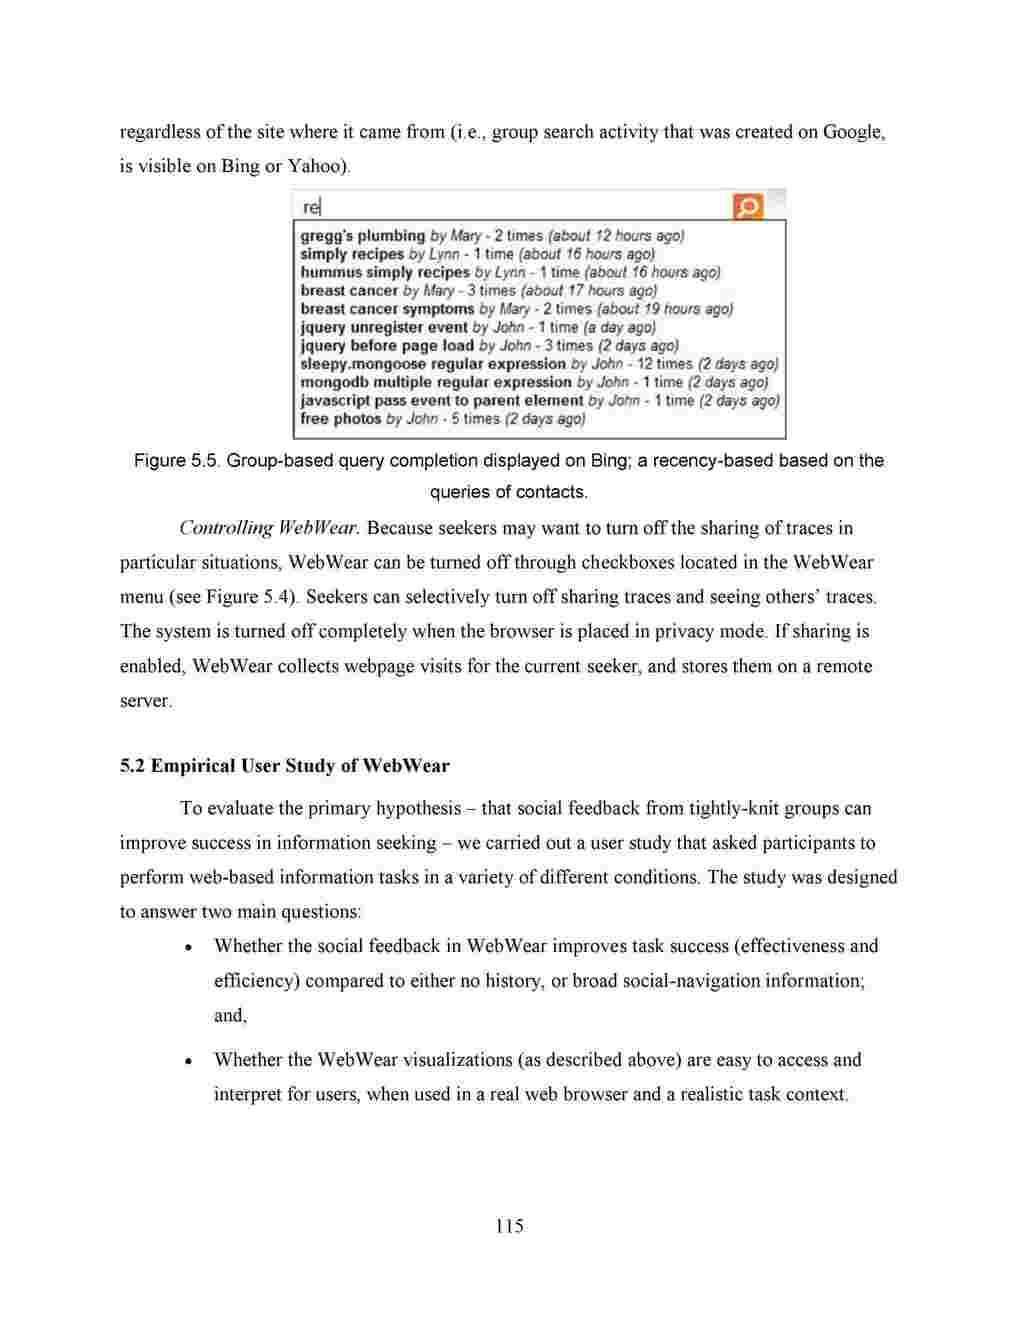 regardless of the site where it came from (i.e., group search activity that was created on Google,
is visible on Bing or Yahoo).
re
gregg's plumbing by Mary - 2 times (about 12 hours ago)
simply recipes by Lynn - 1 time (about 16 hours ago)
hummus simply recipes by Lynn - 1 time (about 16 hours ago)
breast cancer by Mary - 3 times (about 17 hours ago)
breast cancer symptoms by Mary - 2 times (about 19 hours ago)
jquery unregister event by John - 1 time (a day ago)
jquery before page load by John - 3 times (2 days ago)
sleepy.mongoose regular expression by John - 12 times (2 days ago)
mongodb multiple regular expression by John - 1 time (2 days ago)
javascript pass event to parent element by John - 1 time (2 days ago)
free photos by John - 5 times (2 days ago)
Figure 5.5. Group-based query completion displayed on Bing; a recency-based based on the
queries of contacts.
Controlling WebWear. Because seekers may want to turn off the sharing of traces in
particular situations, WebWear can be turned off through checkboxes located in the WebWear
menu (see Figure 5.4). Seekers can selectively turn off sharing traces and seeing others’ traces.
The system is turned off completely when the browser is placed in privacy mode. If sharing is
enabled, WebWear collects webpage visits for the current seeker, and stores them on a remote
server.
5.2 Empirical User Study of WebWear
To evaluate the primary hypothesis – that social feedback from tightly-knit groups can
improve success in information seeking – we carried out a user study that asked participants to
perform web-based information tasks in a variety of different conditions. The study was designed
to answer two main questions:
• Whether the social feedback in WebWear improves task success (effectiveness and
efficiency) compared to either no history, or broad social-navigation information;
and,
• Whether the WebWear visualizations (as described above) are easy to access and
interpret for users, when used in a real web browser and a realistic task context.
115